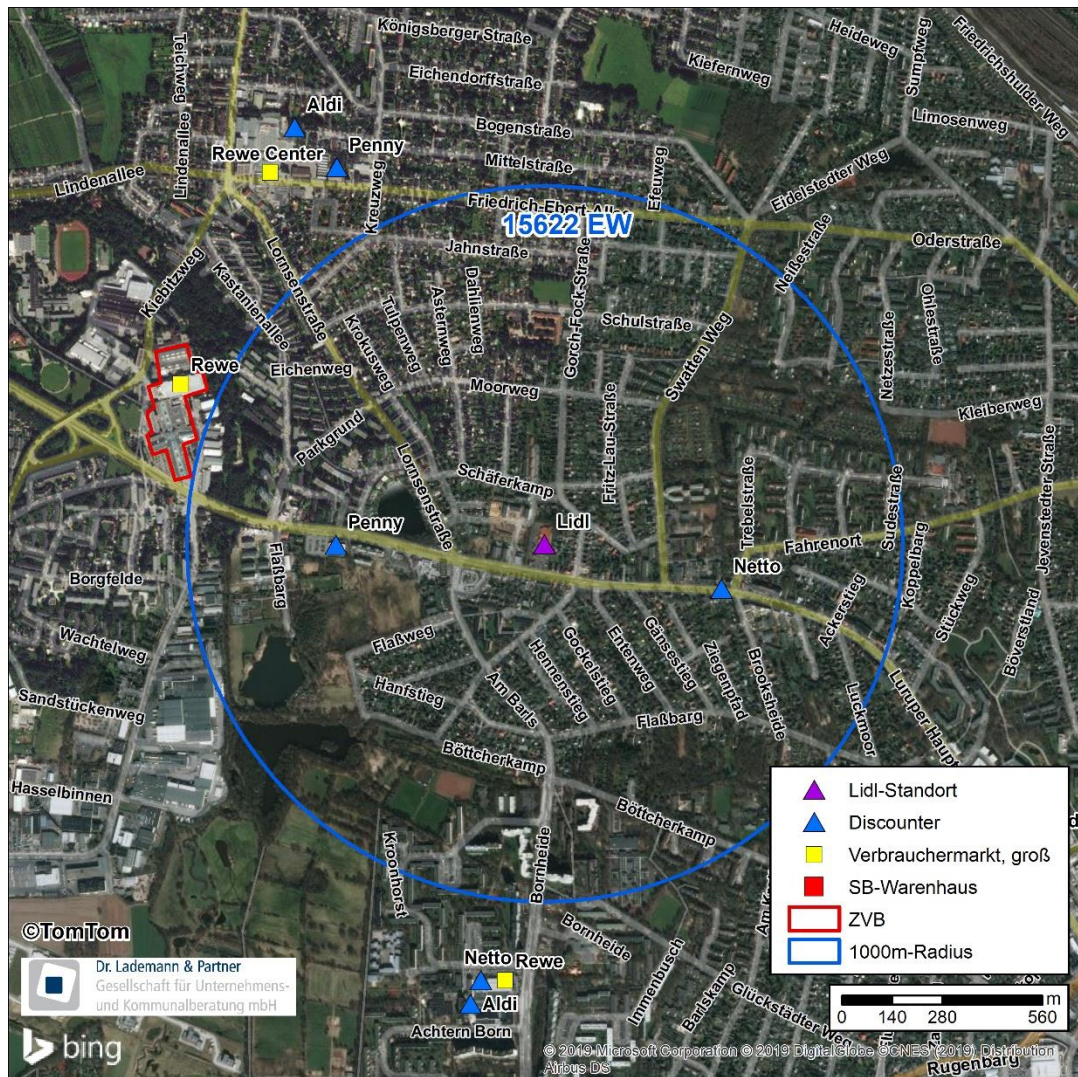 Königsberger Straße
Teichweg
Eichendorffstraße
Kiefernweg
Heideweg
Sumpfweg
Friedrichshulder Weg
Limosenweg
Aldi
Bogenstraße
Lindenallee
Rewe Center
Penny
Mittelstraße
Eidelstedter Weg
Lindenallee
Kreuzweg
Efeuweg
Friedrich-Ebert-All
15622 EW
Oderstraße
Jahnstraße
Gorch-Fock-Straße
Neißestraße
Kiebitzweg
Lornsenstraße
Kastanienallee
Dahlienweg
Asternweg
Tulpenweg
Krokusweg
Schulstraße
Ohlestraße
Netzestraße
Swatten Weg
Rewe
Eichenweg
Moorweg
Kleiberweg
Parkgrund
Lornsenstraße
Fritz-Lau-Straße
Schäferkamp
Trebelstraße
Sudestraße
Jevenstedter Straße
Penny
Lidl
Fahrenort
Netto
Koppelbarg
Borgfelde
Flaßbarg
Ackerstieg
Stückweg
Böverstland
Wachtelweg
Flaßweg
Hennenstieg
Gockelstieg
Entenweg
Gänsestieg
Ziegenpfad
Brooksheide
Hanfstieg
Am Barls
Flaßbarg
Luckmoor
Luruper Haupt
Sandstückenweg
Böttcherkamp
Hasselbinnen
Böttcherkamp
Kroonhorst
Bornheide
Lidl-Standort
Discounter
Verbrauchermarkt, groß
SB-Warenhaus
ZVB
1000m-Radius
©TomTom
Bornheide
Immenbusch
Barlskamp
Glückstädter Weg
Netto
Rewe
Aldi
Achtern Born
Dr. Lademann & Partner
Gesellschaft für Unternehmens-
und Kommunalberatung mbH
m
0 140 280 560
bing
© 2019 Microsoft Corporation © 2019 DigitalGlobe ©CNES (2019) Distribution
Airbus DS
Rugenbarg